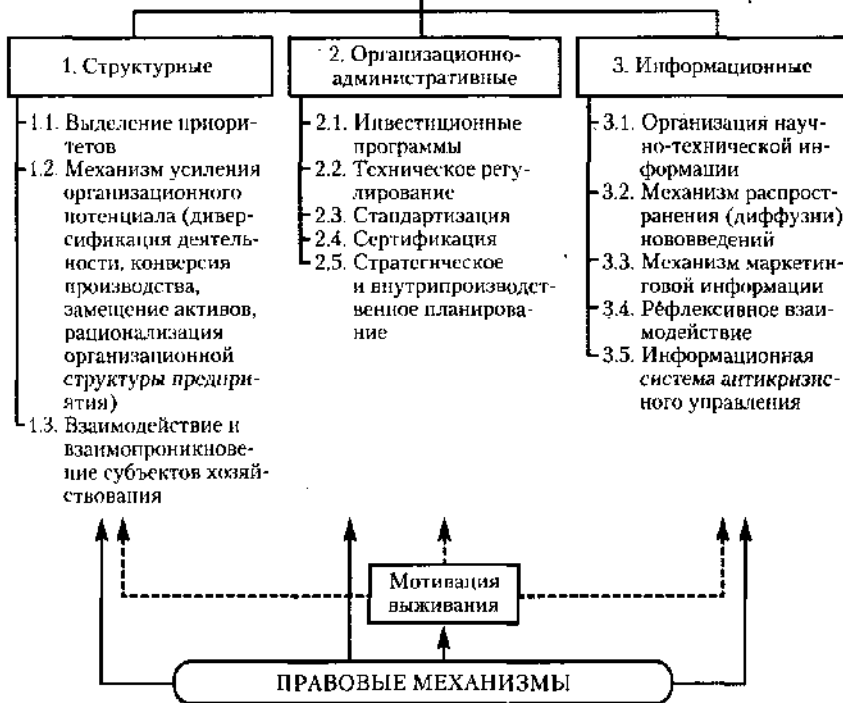 1. Структурные
1.1. Выделение приори-
тетов
1.2. Механизм усиления
организационного
потенциала (дивер-
сификация деятель-
ности, конверсия
производства,
замещение активов,
рационализация
организационной
структуры предпри-
ятия)
1.3. Взаимодействие и
взаимопроникнове-
ние субъектов хозяй-
ствования
2. Организационно-
административные
2.1. Инвестиционные
программы
2.2. Техническое регу-
лирование
2.3. Стандартизация
2.4. Сертификация
2.5. Стратегическое
и внутрипроизводст-
венное планирова-
ние
3. Информационные
3.1. Организация науч-
но-технической ин-
формации
3.2. Механизм распрост-
ранения (диффузии)
нововведений
3.3. Механизм маркетин-
говой информации
3.4. Рефлексивное взаи-
модействие
3.5. Информационная
система антикризис-
ного управления
Мотивация
выживания
ПРАВОВЫЕ МЕХАНИЗМЫ